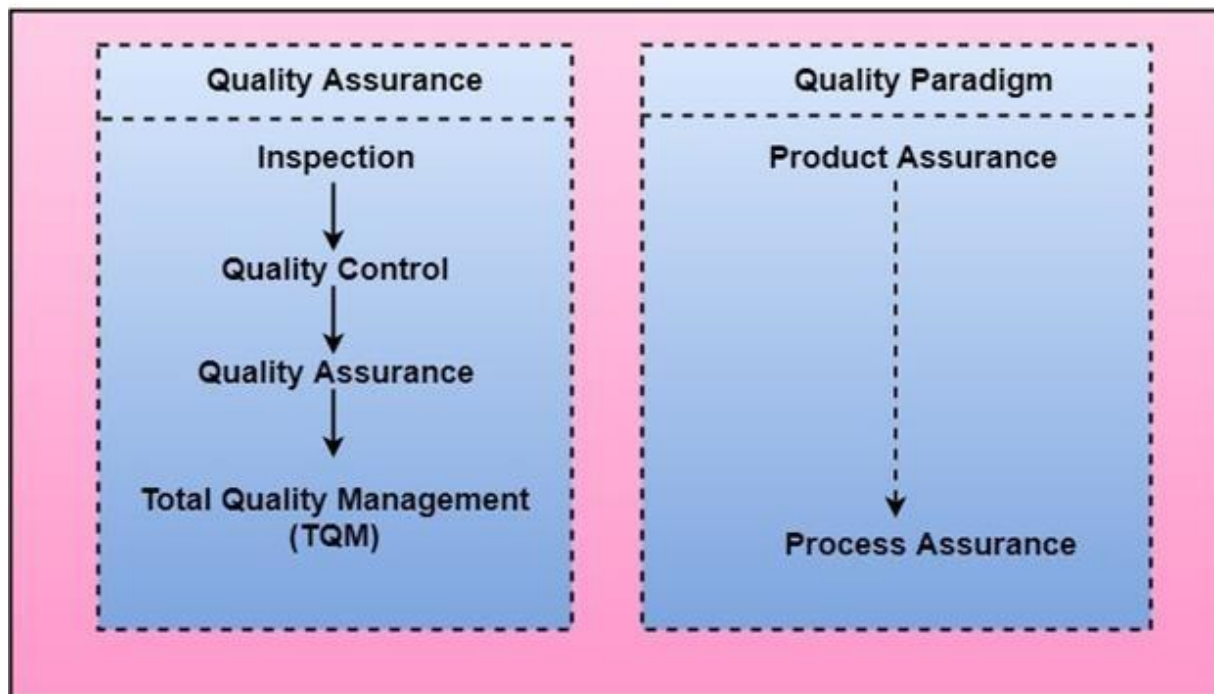 Quality Assurance
Inspection
Quality Control
Quality Assurance
Total Quality Management
(TQM)
Quality Paradigm
Product Assurance
Process Assurance